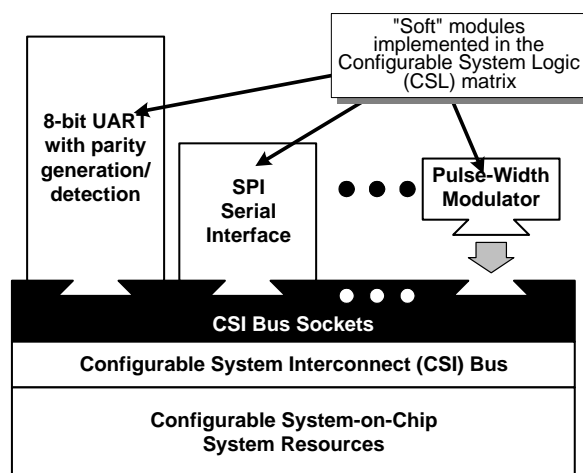 "Soft" modules
implemented in the
Configurable System Logic
(CSL) matrix
8-bit UART
with parity
generation/
detection
SPI
Serial
Interface
Pulse-Width
Modulator
CSI Bus Sockets
Configurable System Interconnect (CSI) Bus
Configurable System-on-Chip
System Resources